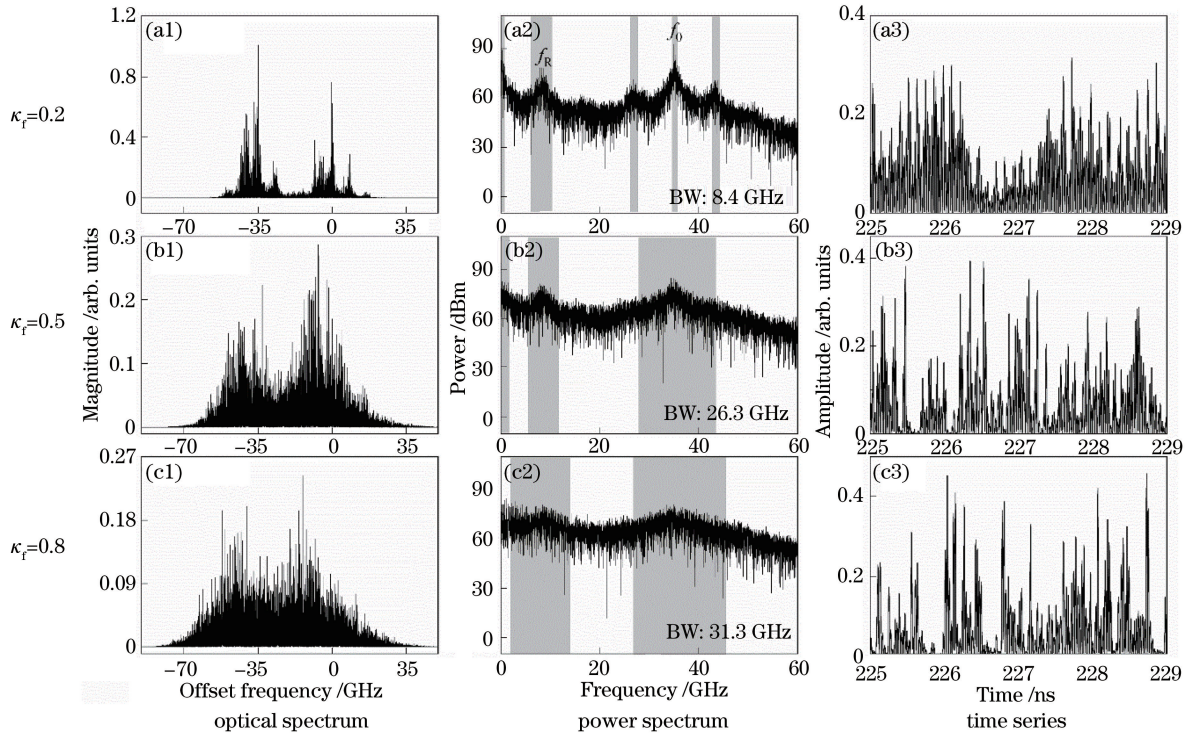 (a1)
1.2
0.8
0.4
0
−70
−35
0
35
κf=0.2
(a2)
90
60
30
0
fR
f0
BW: 8.4 GHz
0
20
40
60
(a3)
0.4
0.2
0
225
226
227
228
229
(b1)
0.3
0.2
0.1
0
−70
−35
0
35
κf=0.5
Magnitude /arb. units
(b2)
90
60
30
0
Power /dBm
BW: 26.3 GHz
0
20
40
60
(b3)
0.4
0.2
0
Amplitude /arb. units
225
226
227
228
229
(c1)
0.27
0.18
0.09
0
−70
−35
0
35
κf=0.8
Offset frequency /GHz
optical spectrum
(c2)
90
60
30
0
BW: 31.3 GHz
0
20
40
60
Frequency /GHz
power spectrum
(c3)
0.4
0.2
0
225
226
227
228
229
Time /ns
time series